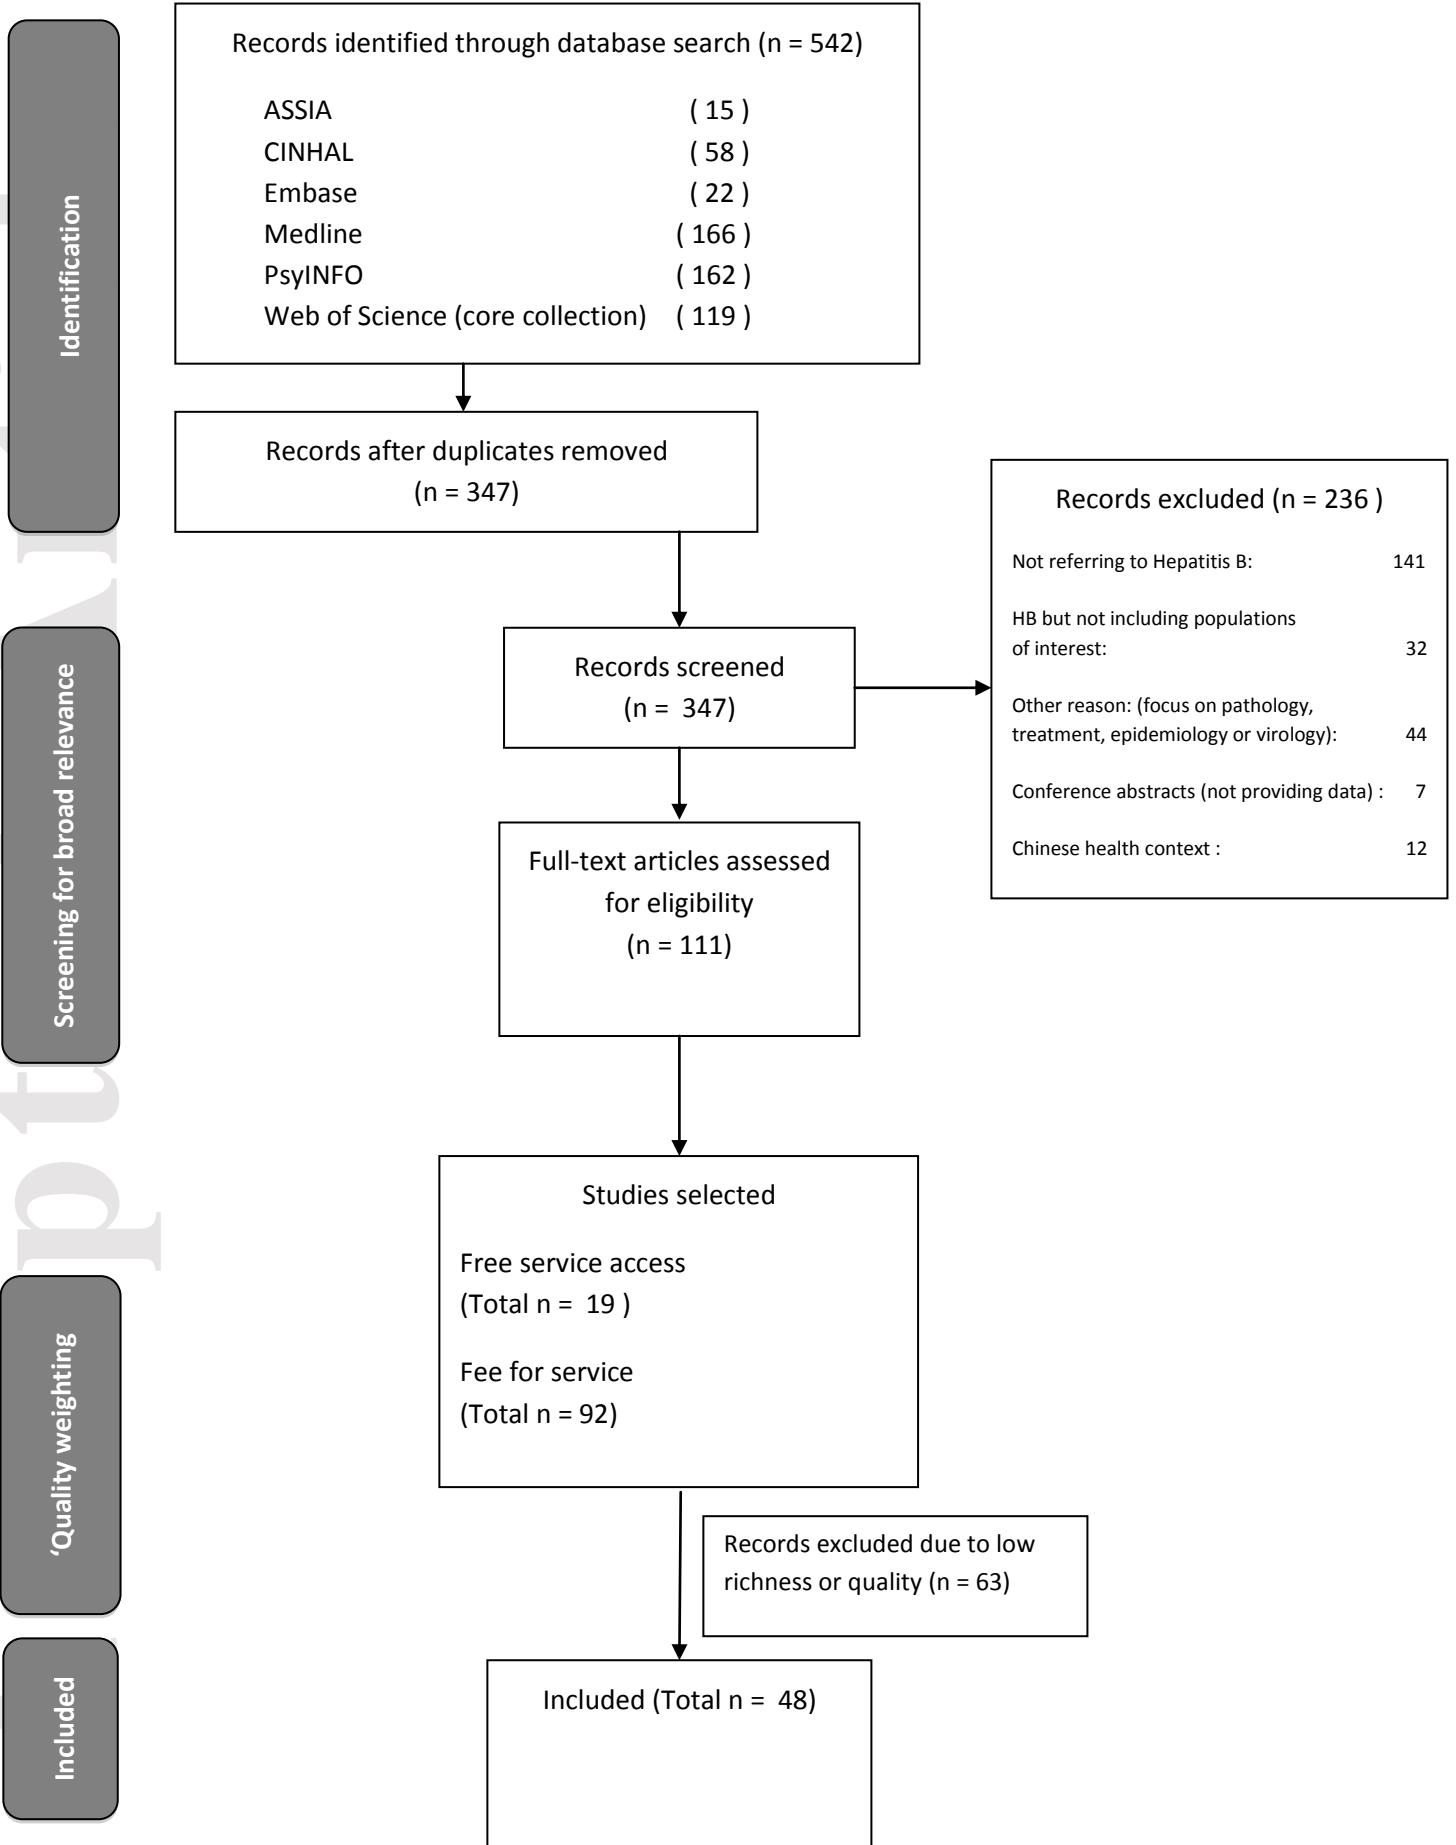 Identification
Records identified through database search (n = 542)
ASSIA ( 15 )
CINHAL ( 58 )
Embase ( 22 )
Medline ( 166 )
PsyINFO ( 162 )
Web of Science (core collection) ( 119 )
Records after duplicates removed
(n = 347)
Records excluded (n = 236 )
Not referring to Hepatitis B: 141
HB but not including populations
of interest: 32
Other reason: (focus on pathology,
treatment, epidemiology or virology): 44
Conference abstracts (not providing data) : 7
Chinese health context : 12
Screening for broad relevance
Records screened
(n = 347)
Full-text articles assessed
for eligibility
(n = 111)
‘Quality weighting
Studies selected
Free service access
(Total n = 19 )
Fee for service
(Total n = 92)
Records excluded due to low
richness or quality (n = 63)
Included
Included (Total n = 48)